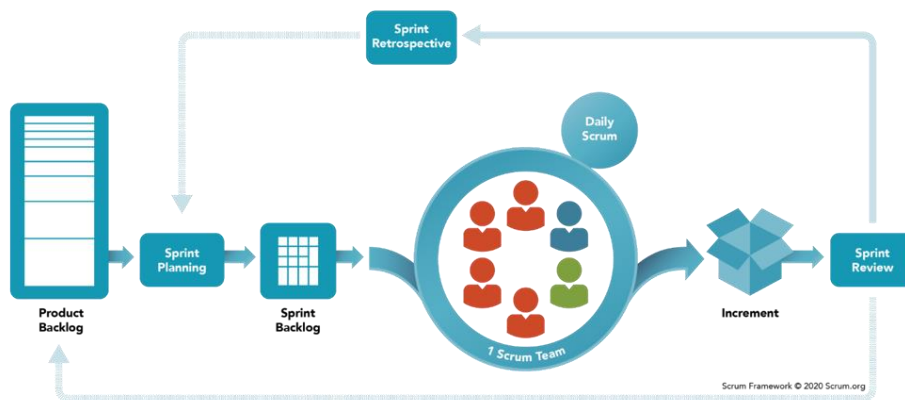 Sprint
Retrospective
Daily
Scrum
Sprint
Planning
Sprint
Review
Product
Backlog
Sprint
Backlog
1 Scrum Team
Increment
Scrum Framework © 2020 Scrum.org